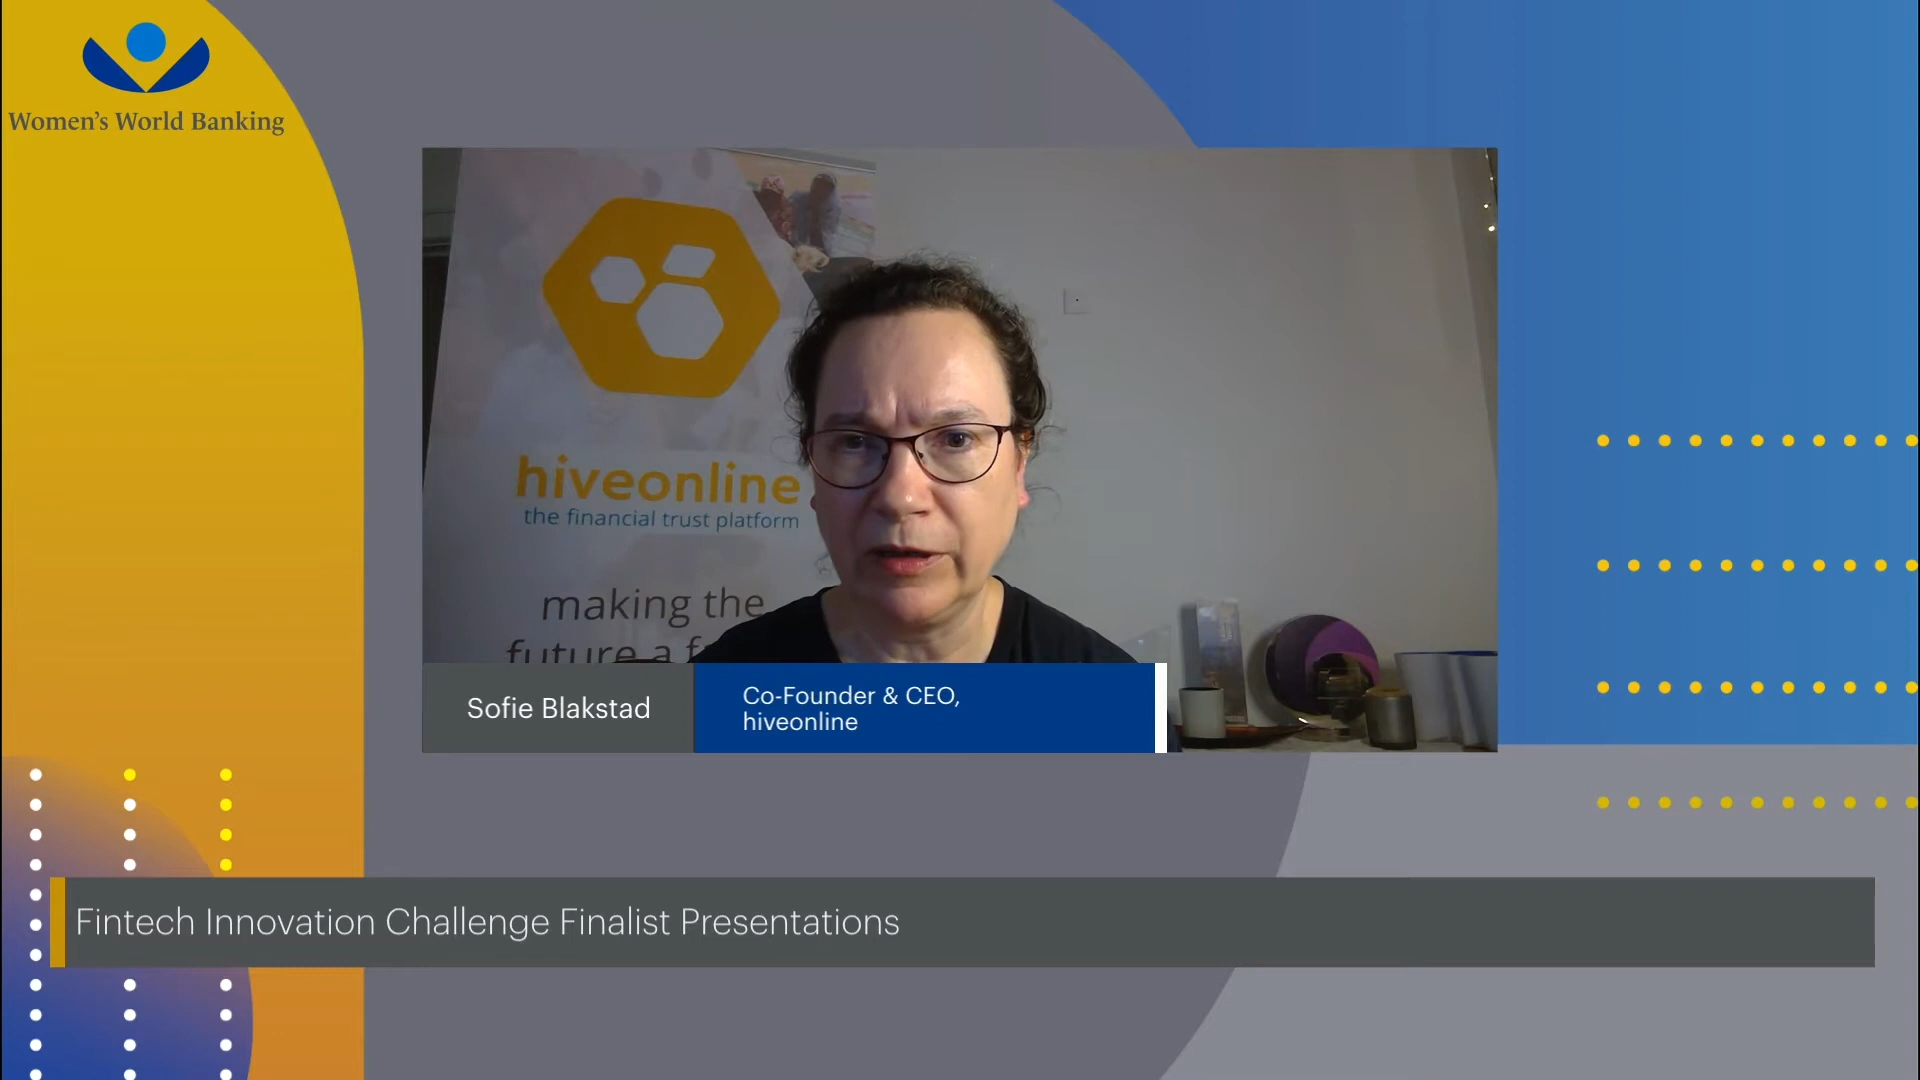 Women's World Banking
hiveonline
the financial trust platform
making the
future a
Sofie Blakstad
Co-Founder & CEO,
hiveonline
Fintech Innovation Challenge Finalist Presentations